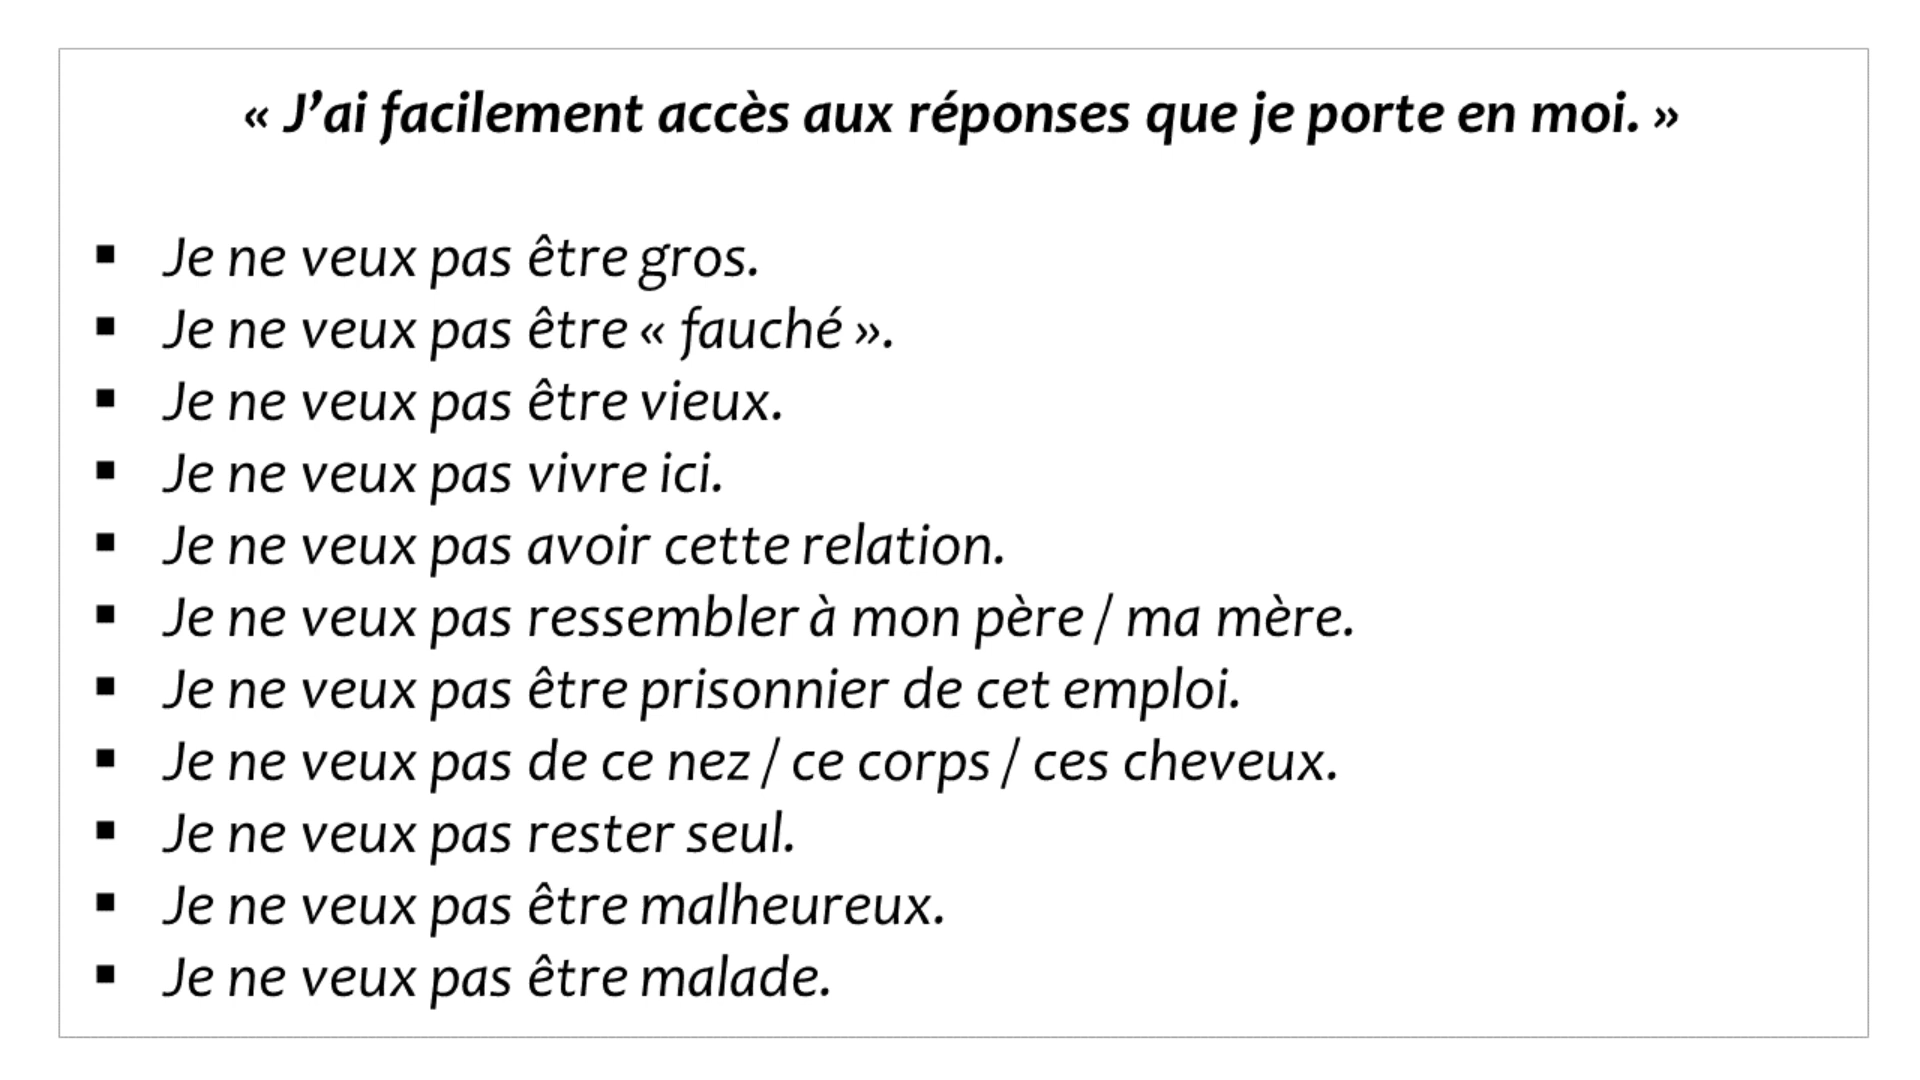 « J’ai facilement accès aux réponses que je porte en moi. »
▪ Je ne veux pas être gros.
▪ Je ne veux pas être « fauché ».
▪ Je ne veux pas être vieux.
▪ Je ne veux pas vivre ici.
▪ Je ne veux pas avoir cette relation.
▪ Je ne veux pas ressembler à mon père / ma mère.
▪ Je ne veux pas être prisonnier de cet emploi.
▪ Je ne veux pas de ce nez / ce corps / ces cheveux.
▪ Je ne veux pas rester seul.
▪ Je ne veux pas être malheureux.
▪ Je ne veux pas être malade.